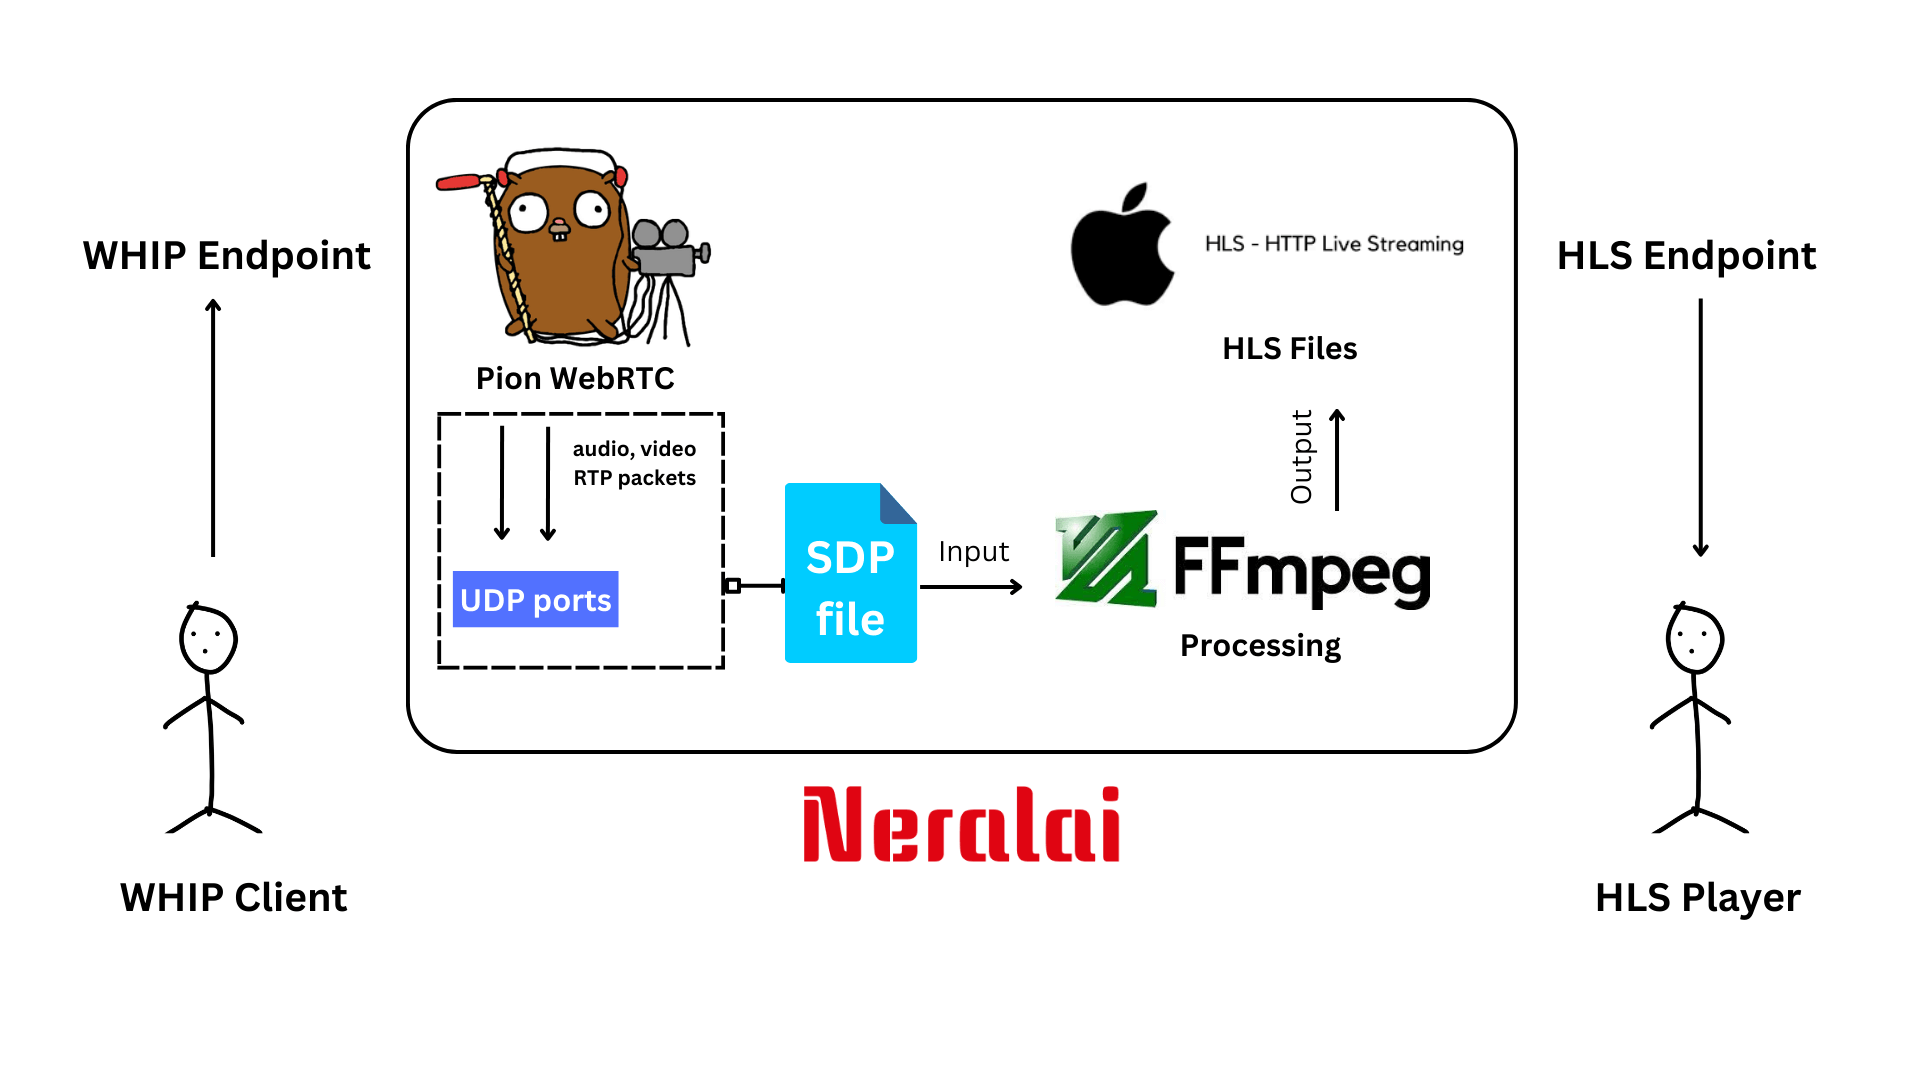 WHIP Endpoint
WHIP Client
Pion WebRTC
audio, video
RTP packets
UDP ports
SDP
file
Input
FFmpeg
Processing
Output
HLS - HTTP Live Streaming
HLS Files
Neralai
HLS Endpoint
HLS Player